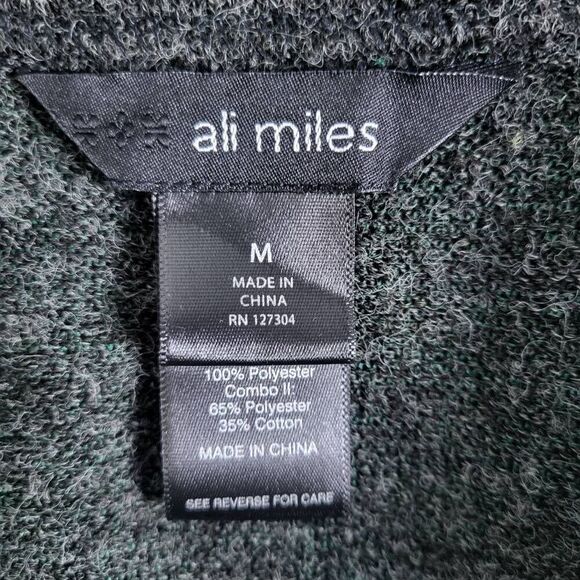 ali miles
M
MADE IN
CHINA
RN 127304
100% Polyester
Combo II:
65% Polyester
35% Cotton
MADE IN CHINA
SEE REVERSE FOR CARE